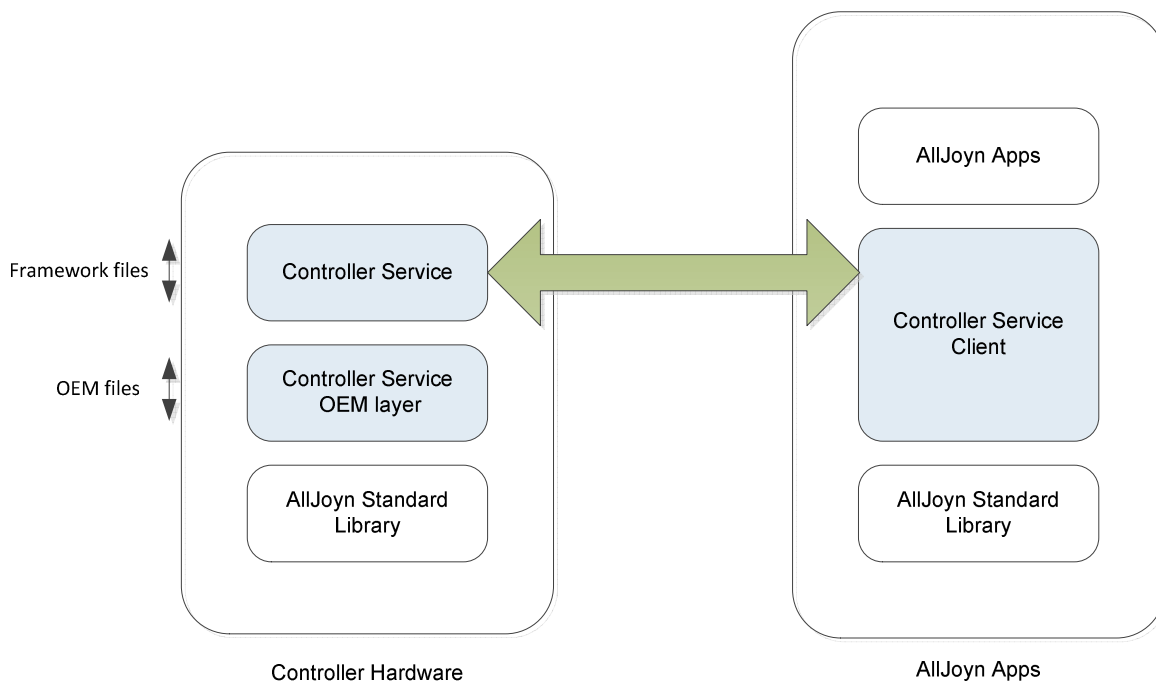 Framework files
OEM files
Controller Service
Controller Service
OEM layer
AllJoyn Standard
Library
Controller Hardware
AllJoyn Apps
Controller Service
Client
AllJoyn Standard
Library
AllJoyn Apps